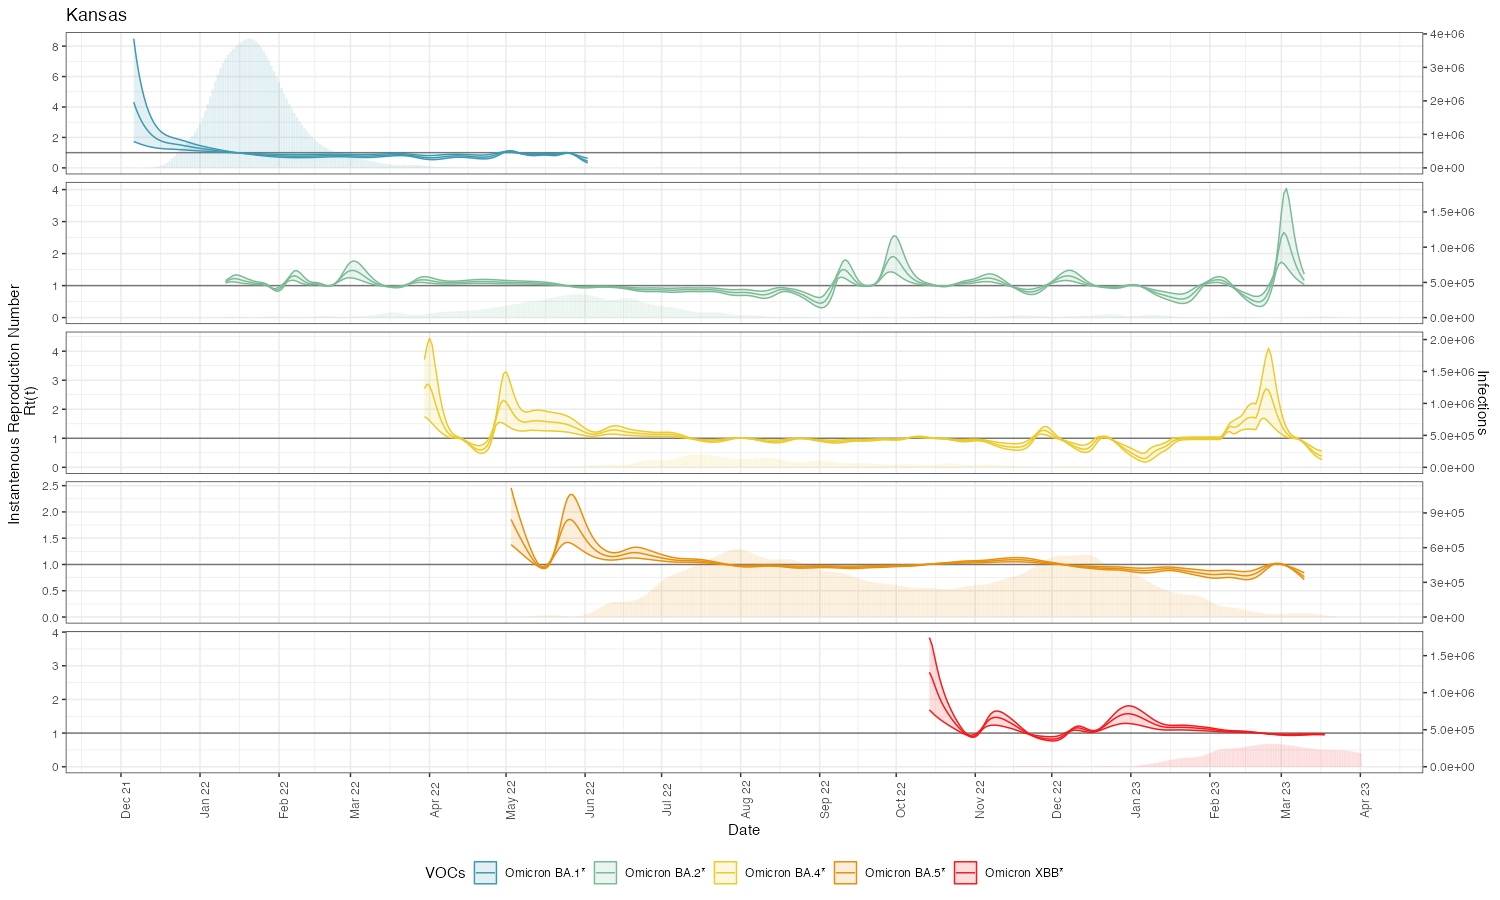 Kansas
8
6
4
2
0
4e+06
3e+06
2e+06
1e+06
0e+00
4
3
2
1
0
1.5e+06
1.0e+06
5.0e+05
0.0e+00
4
3
2
1
0
2.0e+06
1.5e+06
1.0e+06
5.0e+05
0.0e+00
2.5
2.0
1.5
1.0
0.5
0.0
9e+05
6e+05
3e+05
0e+00
4
3
2
1
0
1.5e+06
1.0e+06
5.0e+05
0.0e+00
Instantenous Reproduction Number
Rt(t)
Infections
Dec 21
Jan 22
Feb 22
Mar 22
Apr 22
May 22
Jun 22
Jul 22
Aug 22
Sep 22
Oct 22
Nov 22
Dec 22
Jan 23
Feb 23
Mar 23
Apr 23
Date
VOCs
Omicron BA.1*
Omicron BA.2*
Omicron BA.4*
Omicron BA.5*
Omicron XBB*